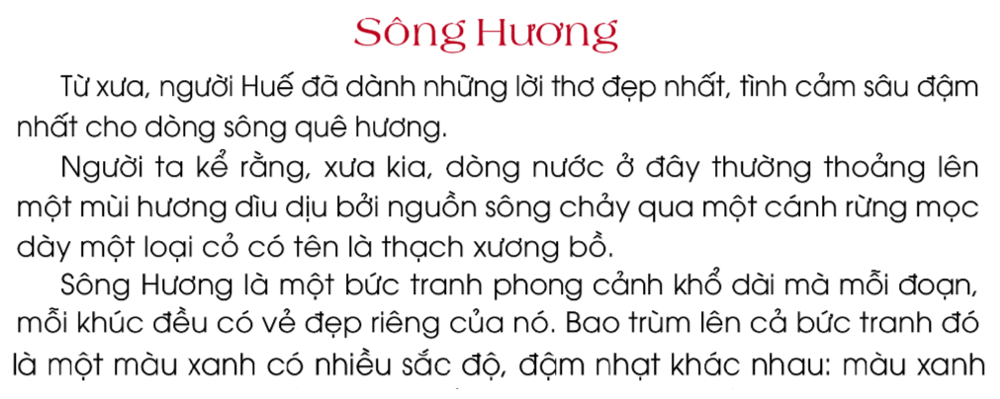 Sông Hương
Từ xưa, người Huế đã dành những lời thơ đẹp nhất, tình cảm sâu đậm
nhất cho dòng sông quê hương.
Người ta kể rằng, xưa kia, dòng nước ở đây thường thoảng lên
một mùi hương dìu dịu bởi nguồn sông chảy qua một cánh rừng mọc
dày một loại cỏ có tên là thạch xương bồ.
Sông Hương là một bức tranh phong cảnh khổ dài mà mỗi đoạn,
mỗi khúc đều có vẻ đẹp riêng của nó. Bao trùm lên cả bức tranh đó
là một màu xanh có nhiều sắc độ, đậm nhạt khác nhau: màu xanh